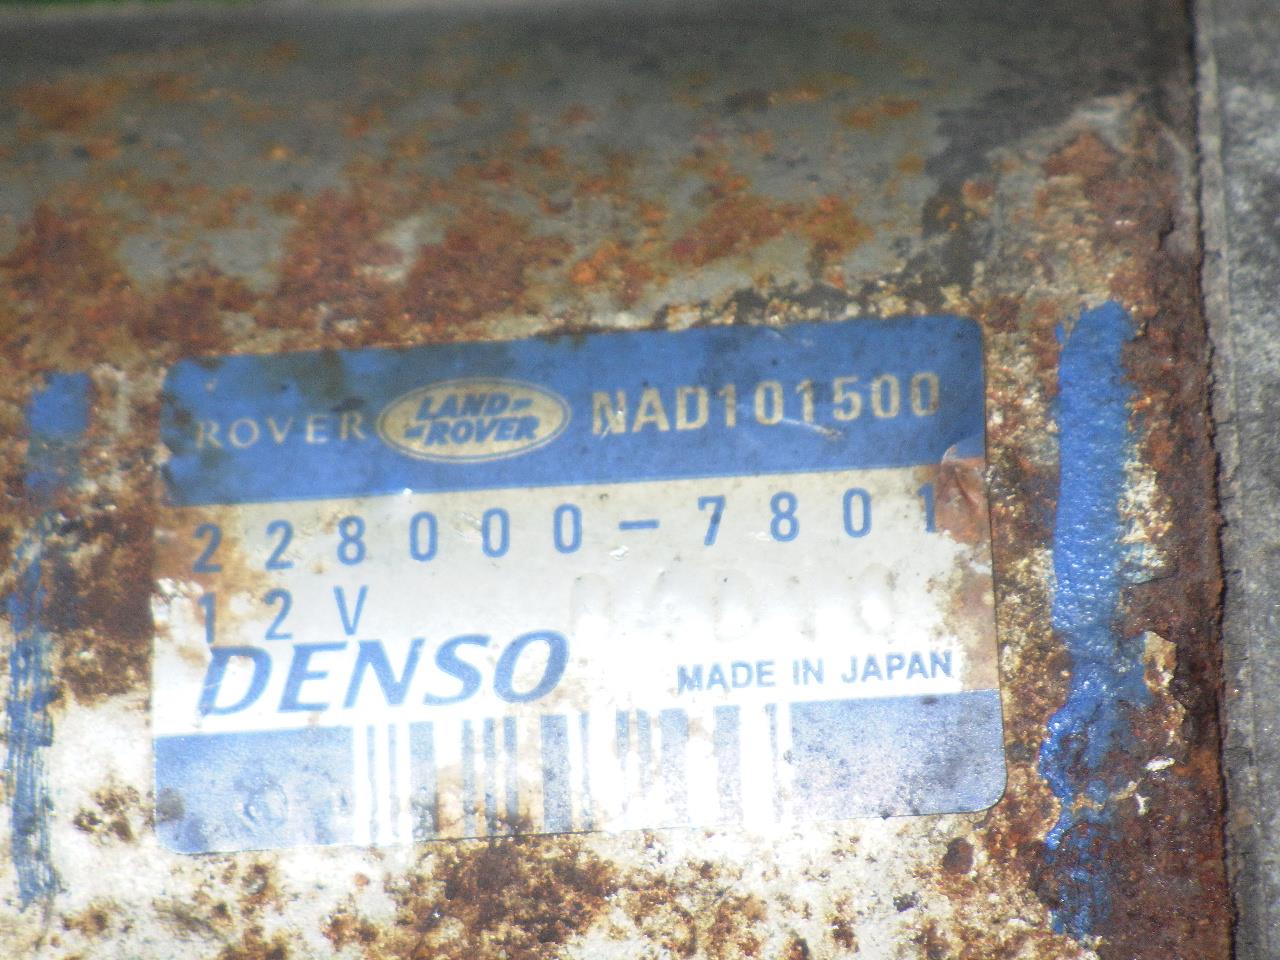 ROVER LAND-ROVER NAD101500
228000-7801
12V
DENSO MADE IN JAPAN